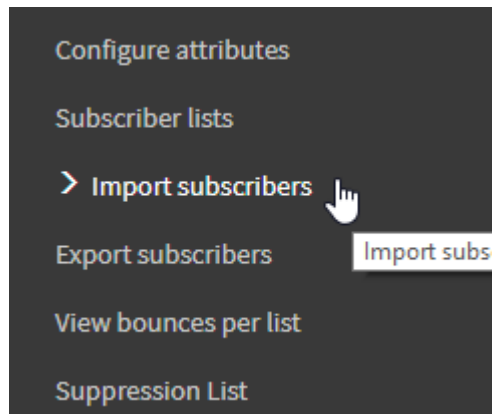 Configure attributes
Subscriber lists
Import subscribers
Export subscribers
Import subs
View bounces per list
Suppression List